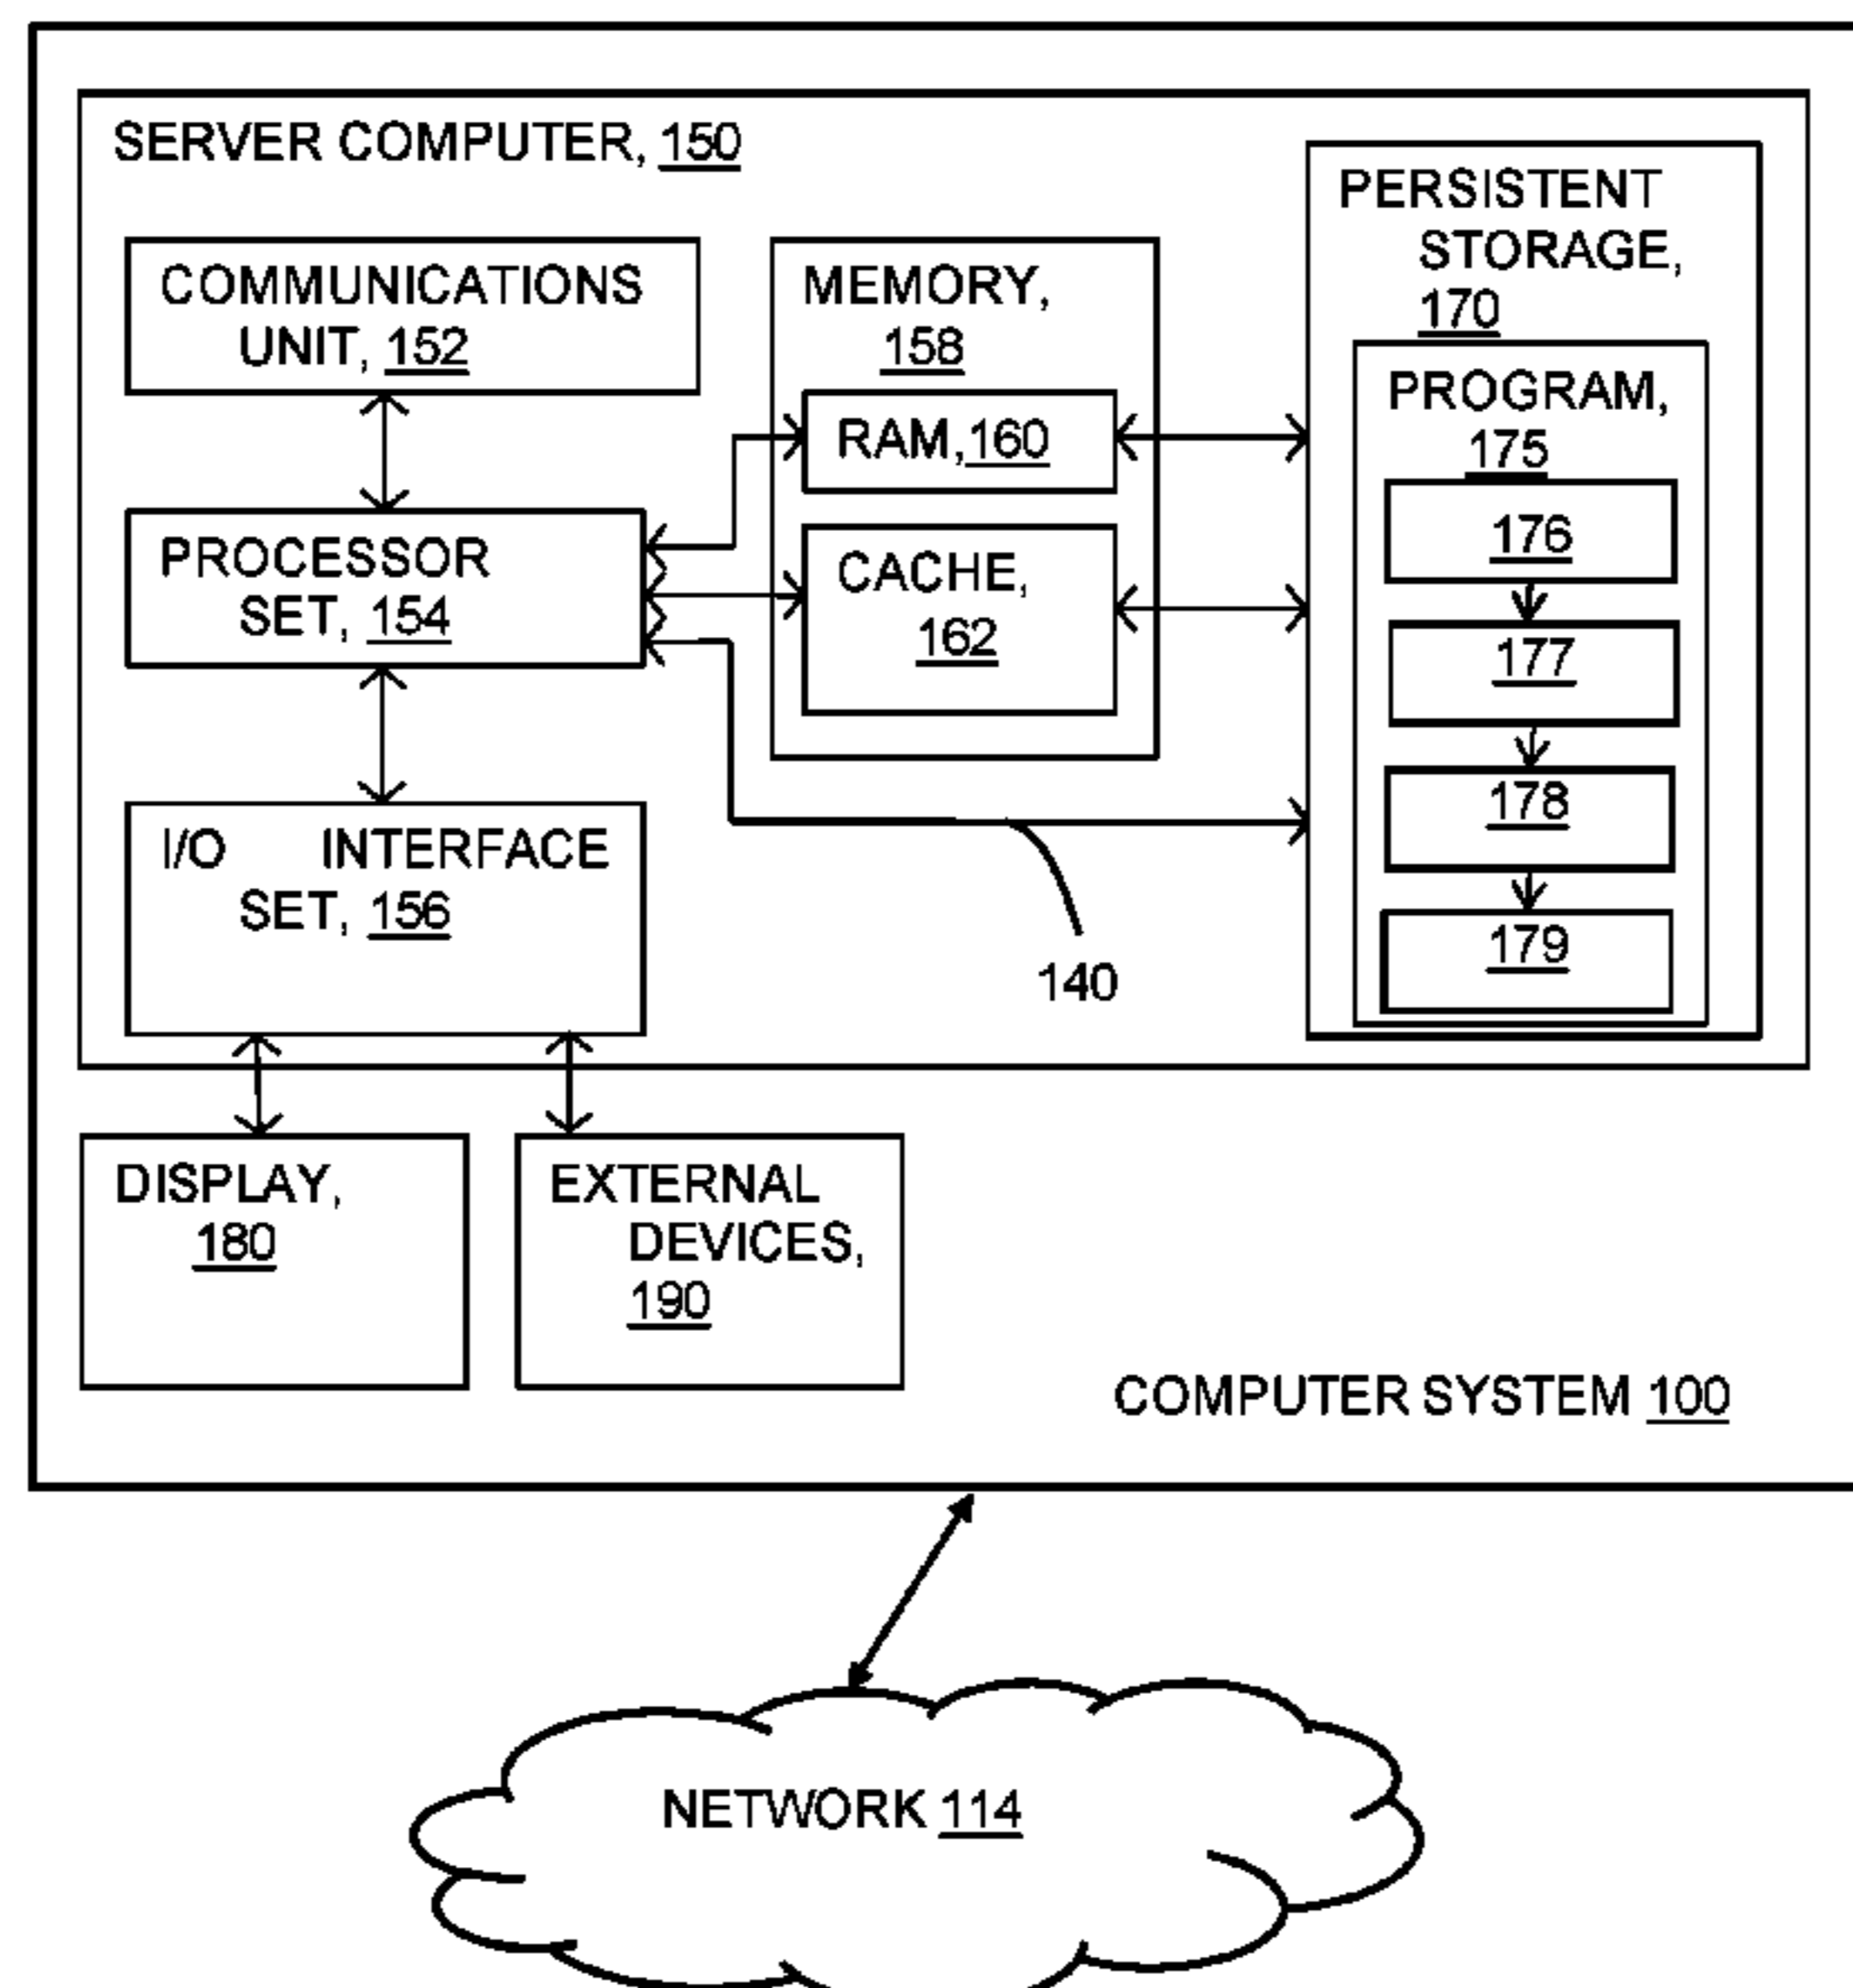 SERVER COMPUTER, 150
COMMUNICATIONS
UNIT, 152
PROCESSOR
SET, 154
I/O INTERFACE
SET, 156
MEMORY,
158
RAM, 160
CACHE,
162
140
PERSISTENT
STORAGE,
170
PROGRAM,
175
176
177
178
179
DISPLAY,
180
EXTERNAL
DEVICES,
190
COMPUTER SYSTEM 100
NETWORK 114